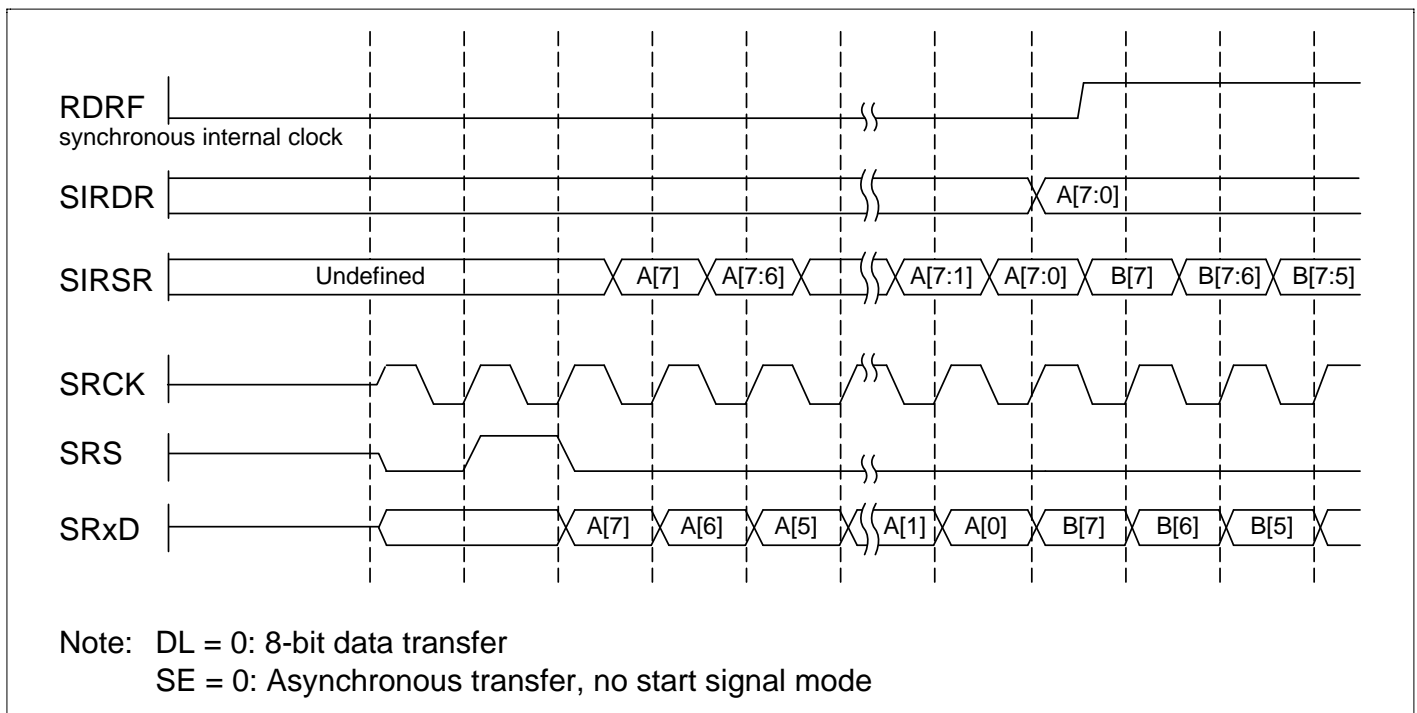 RDRF
synchronous internal clock
SIRDR A[7:0]
SIRSR Undefined A[7] A[7:6] A[7:1] A[7:0] B[7] B[7:6] B[7:5]
SRCK
SRS
SRxD A[7] A[6] A[5] A[1] A[0] B[7] B[6] B[5]
Note: DL = 0: 8-bit data transfer
SE = 0: Asynchronous transfer, no start signal mode